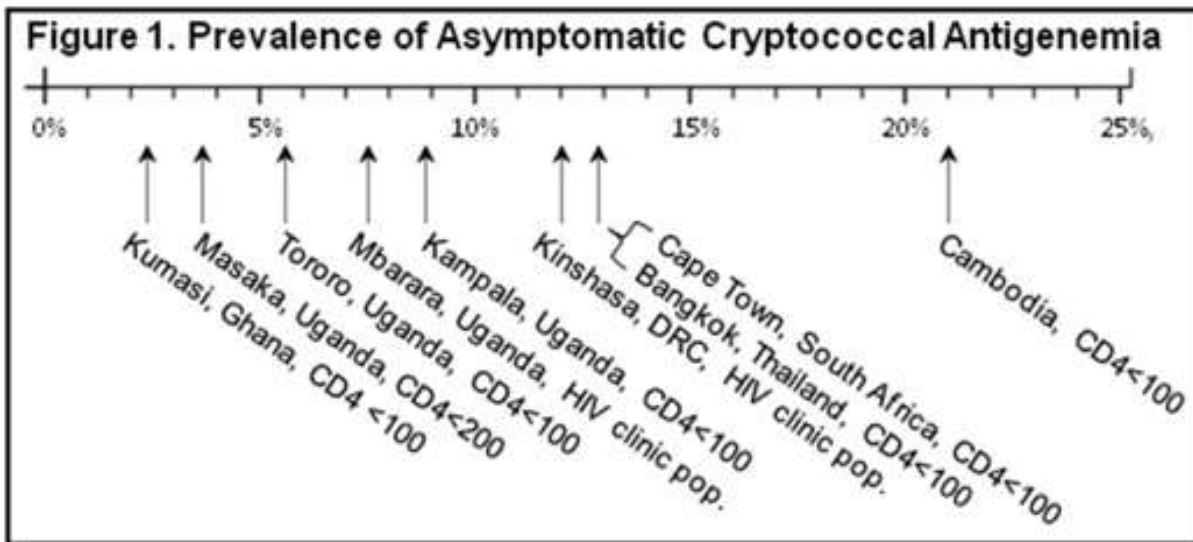 Figure 1. Prevalence of Asymptomatic Cryptococcal Antigenemia
0% 5% 10% 15% 20% 25%,
Kumasi, Ghana, CD4 <100
Masaka, Uganda, CD4<200
Tororo, Uganda, CD4<100
Mbarara, Uganda, HIV clinic pop.
Kampala, Uganda, CD4<100
Kinshasa, DRC, HIV clinic pop.
Bangkok, Thailand, CD4<100
Cape Town, South Africa, CD4<100
Cambodia, CD4<100